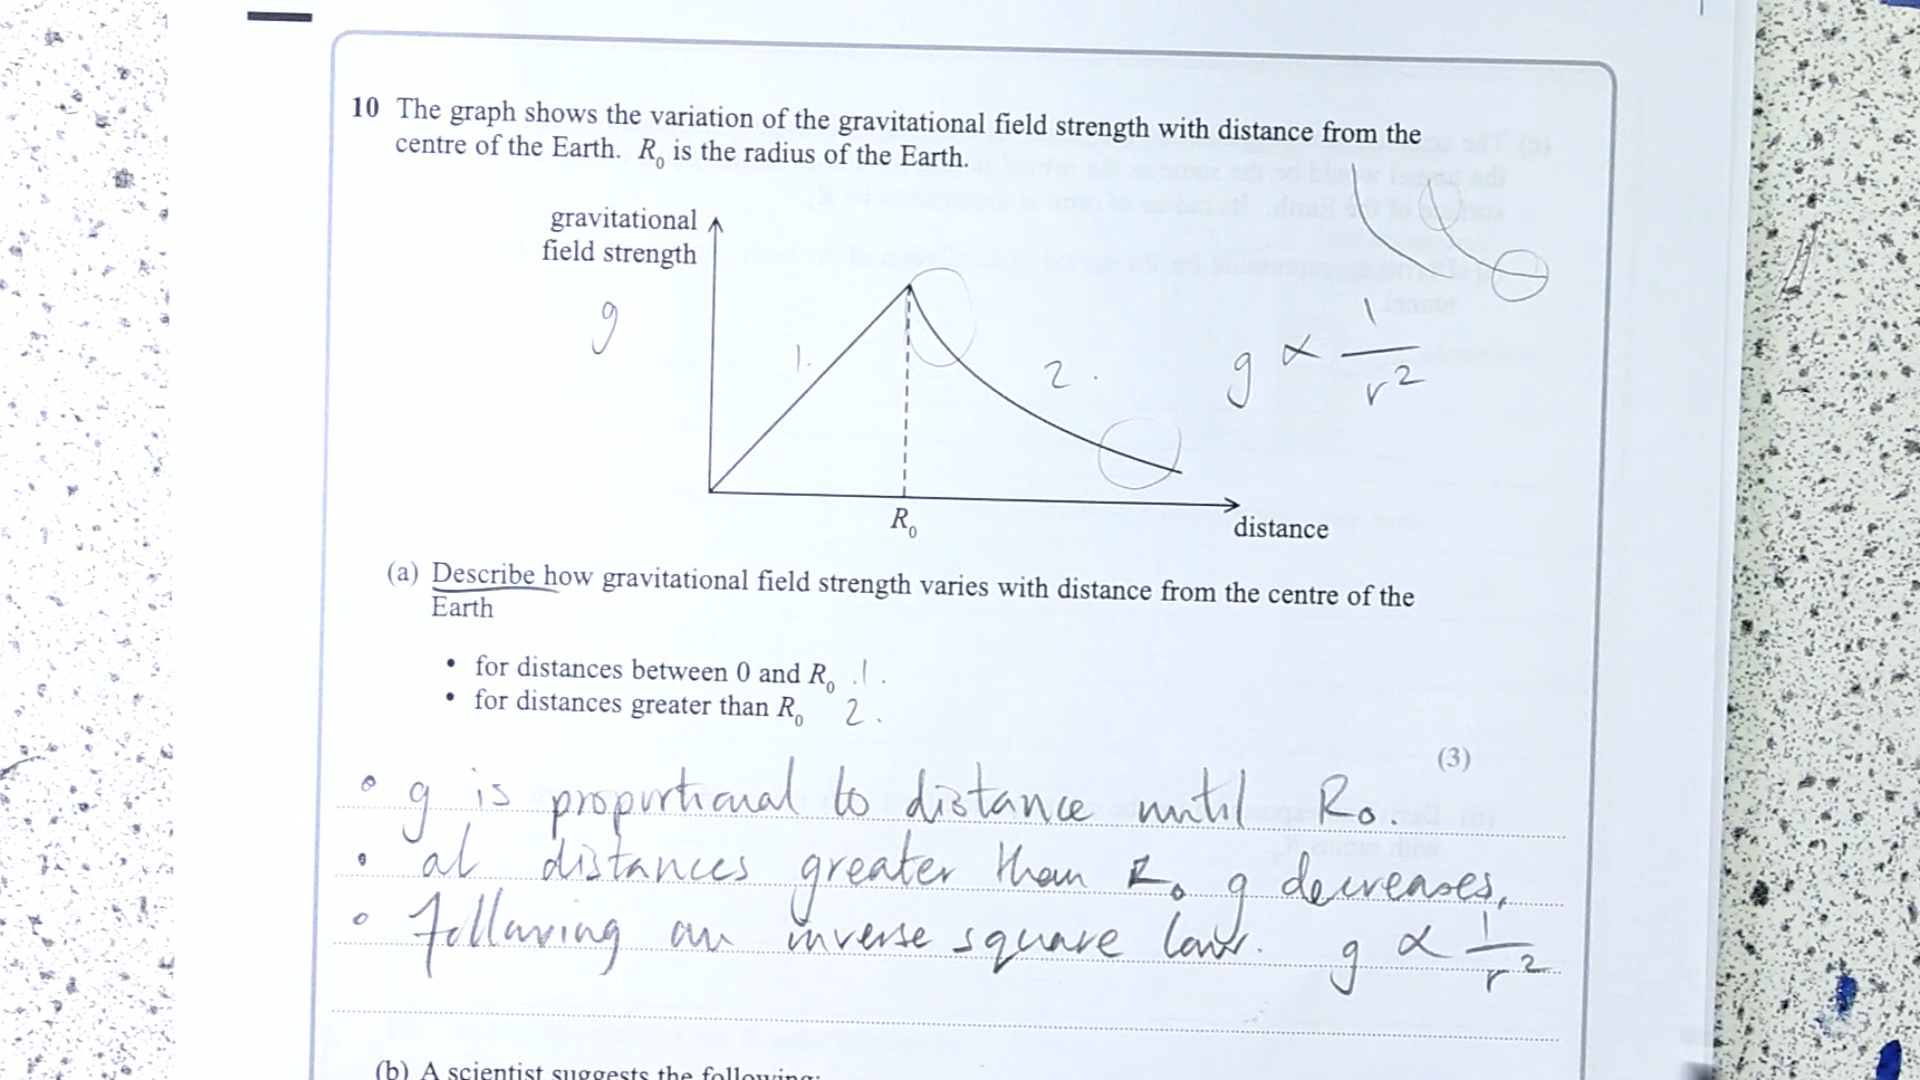 10 The graph shows the variation of the gravitational field strength with distance from the
centre of the Earth. R₀ is the radius of the Earth.
gravitational
field strength
g
1.
2.
g ∝ 1/r²
R₀
distance
(a) Describe how gravitational field strength varies with distance from the centre of the
Earth
• for distances between 0 and R₀ .1.
• for distances greater than R₀ 2.
(3)
• g is proportional to distance until R₀.
• at distances greater than R₀ g decreases,
• following an inverse square law. g ∝ 1/r²
(b) A scientist suggests the following: